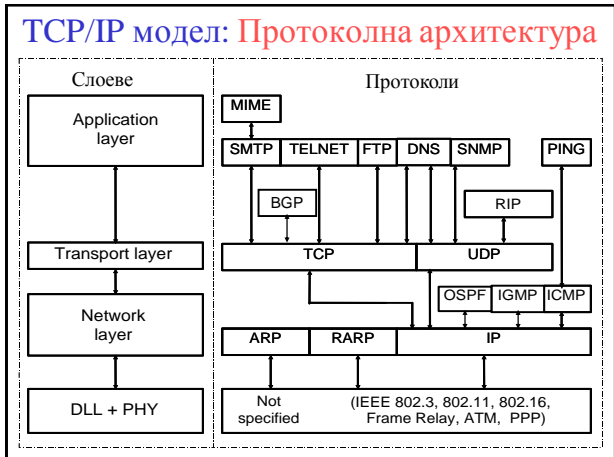 TCP/IP модел: Протоколна архитектура
Слоеве
Протоколи
MIME
Application
layer
SMTP TELNET FTP DNS SNMP PING
BGP
RIP
Transport layer
TCP UDP
OSPF IGMP ICMP
Network
layer
ARP RARP IP
DLL + PHY
Not
specified
(IEEE 802.3, 802.11, 802.16,
Frame Relay, ATM, PPP)